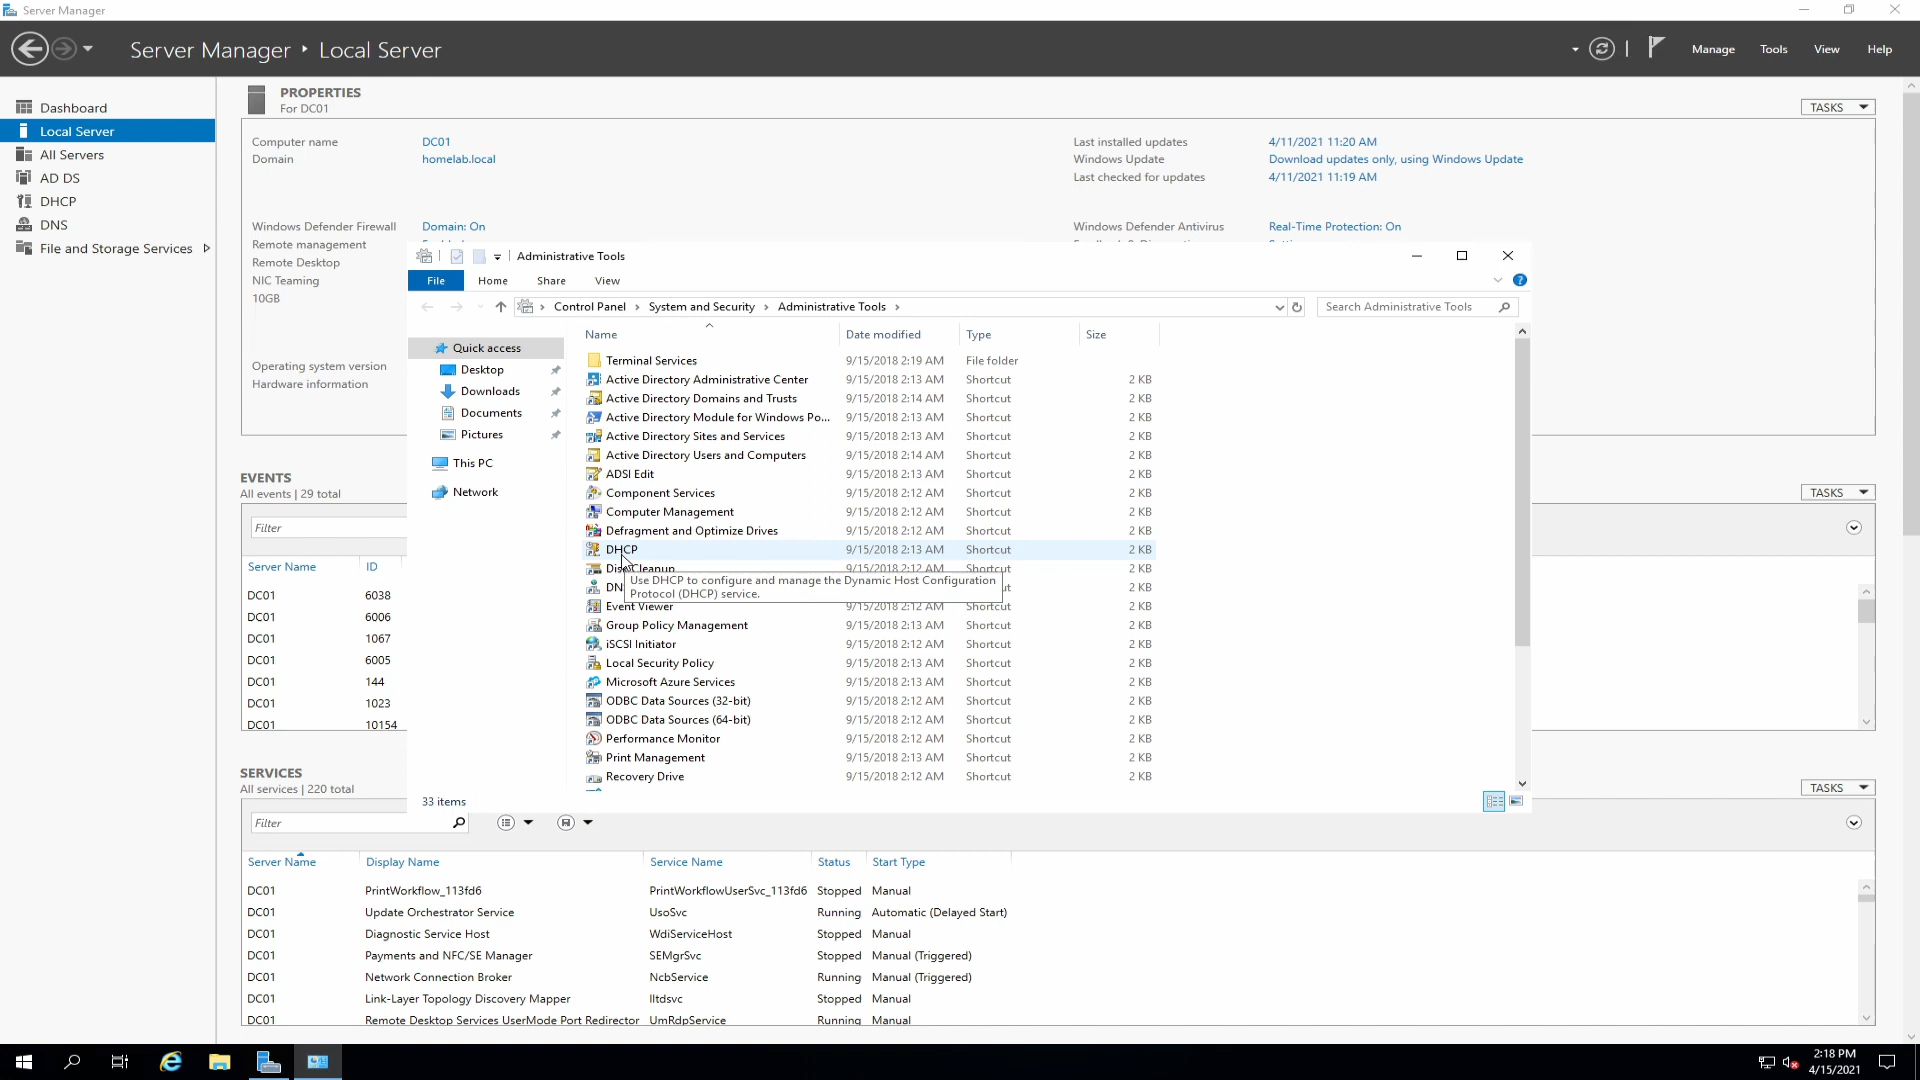 Server Manager
Server Manager ‣ Local Server
Manage Tools View Help
Dashboard
Local Server
All Servers
AD DS
DHCP
DNS
File and Storage Services
PROPERTIES
For DC01
TASKS
Computer name DC01
Domain homelab.local
Last installed updates 4/11/2021 11:20 AM
Windows Update Download updates only, using Windows Update
Last checked for updates 4/11/2021 11:19 AM
Windows Defender Firewall Domain: On
Remote management
Remote Desktop
NIC Teaming
10GB
Windows Defender Antivirus Real-Time Protection: On
Operating system version
Hardware information
Administrative Tools
File Home Share View
Control Panel › System and Security › Administrative Tools ›
Search Administrative Tools
Quick access
Desktop
Downloads
Documents
Pictures
This PC
Network
Name Date modified Type Size
Terminal Services 9/15/2018 2:19 AM File folder
Active Directory Administrative Center 9/15/2018 2:13 AM Shortcut 2 KB
Active Directory Domains and Trusts 9/15/2018 2:14 AM Shortcut 2 KB
Active Directory Module for Windows Po... 9/15/2018 2:13 AM Shortcut 2 KB
Active Directory Sites and Services 9/15/2018 2:13 AM Shortcut 2 KB
Active Directory Users and Computers 9/15/2018 2:14 AM Shortcut 2 KB
ADSI Edit 9/15/2018 2:13 AM Shortcut 2 KB
Component Services 9/15/2018 2:12 AM Shortcut 2 KB
Computer Management 9/15/2018 2:12 AM Shortcut 2 KB
Defragment and Optimize Drives 9/15/2018 2:12 AM Shortcut 2 KB
DHCP 9/15/2018 2:13 AM Shortcut 2 KB
Disk Cleanup 9/15/2018 2:12 AM Shortcut 2 KB
DN Shortcut 2 KB
Use DHCP to configure and manage the Dynamic Host Configuration
Protocol (DHCP) service.
Event Viewer 9/15/2018 2:12 AM Shortcut 2 KB
Group Policy Management 9/15/2018 2:13 AM Shortcut 2 KB
iSCSI Initiator 9/15/2018 2:12 AM Shortcut 2 KB
Local Security Policy 9/15/2018 2:13 AM Shortcut 2 KB
Microsoft Azure Services 9/15/2018 2:13 AM Shortcut 2 KB
ODBC Data Sources (32-bit) 9/15/2018 2:12 AM Shortcut 2 KB
ODBC Data Sources (64-bit) 9/15/2018 2:12 AM Shortcut 2 KB
Performance Monitor 9/15/2018 2:12 AM Shortcut 2 KB
Print Management 9/15/2018 2:13 AM Shortcut 2 KB
Recovery Drive 9/15/2018 2:12 AM Shortcut 2 KB
33 items
EVENTS
All events | 29 total
TASKS
Filter
Server Name ID
DC01 6038
DC01 6006
DC01 1067
DC01 6005
DC01 144
DC01 1023
DC01 10154
SERVICES
All services | 220 total
TASKS
Filter
Server Name Display Name Service Name Status Start Type
DC01 PrintWorkflow_113fd6 PrintWorkflowUserSvc_113fd6 Stopped Manual
DC01 Update Orchestrator Service UsoSvc Running Automatic (Delayed Start)
DC01 Diagnostic Service Host WdiServiceHost Stopped Manual
DC01 Payments and NFC/SE Manager SEMgrSvc Stopped Manual (Triggered)
DC01 Network Connection Broker NcbService Running Manual (Triggered)
DC01 Link-Layer Topology Discovery Mapper lltdsvc Stopped Manual
DC01 Remote Desktop Services UserMode Port Redirector UmRdpService Running Manual
2:18 PM
4/15/2021